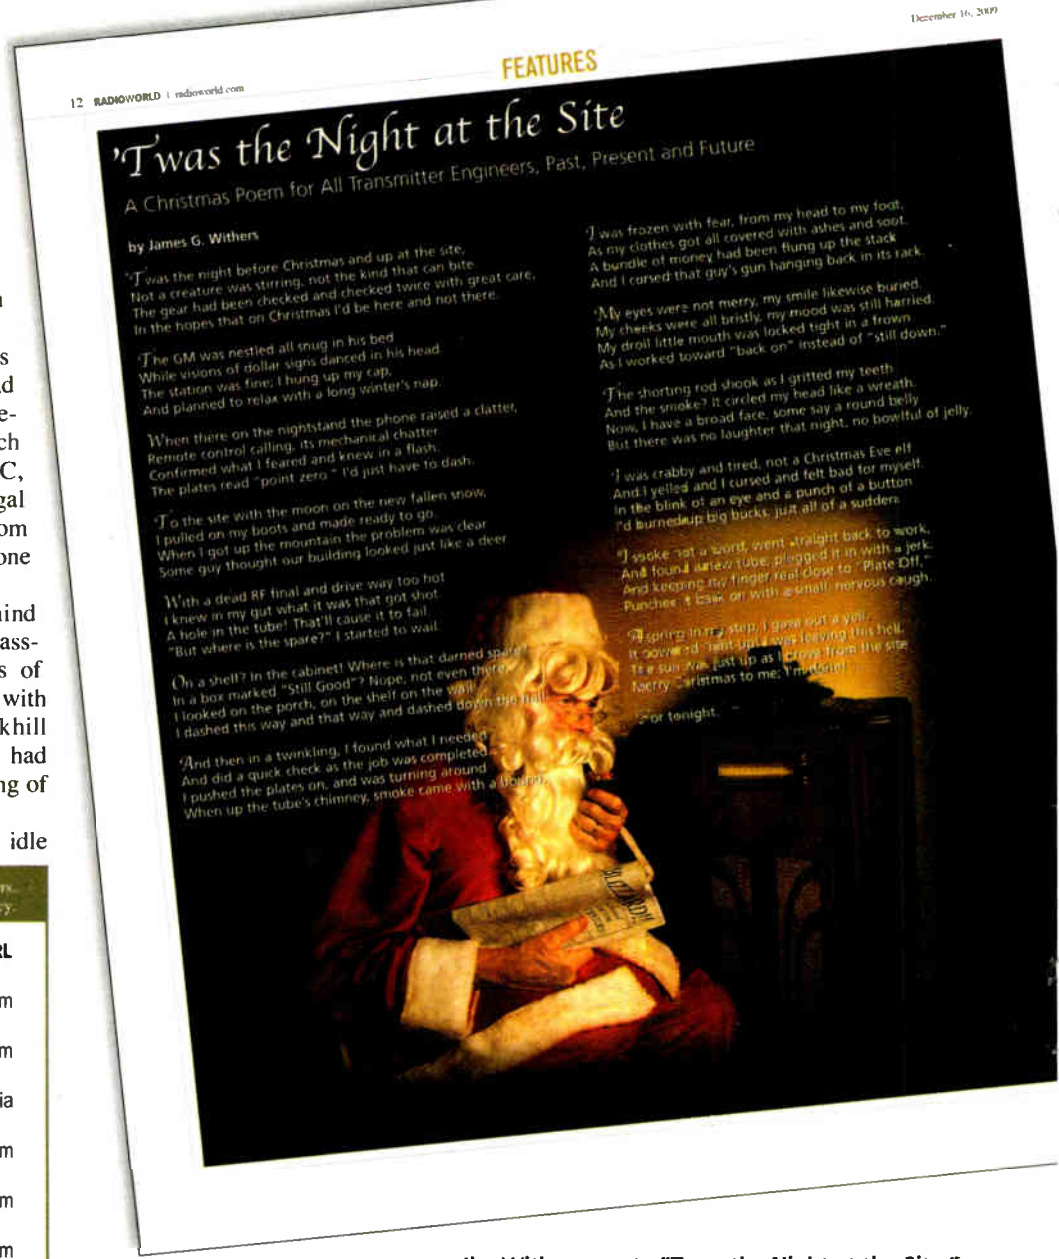 December 16, 2009
12 RADIOWORLD | radioworld.com
FEATURES
'Twas the Night at the Site
A Christmas Poem for All Transmitter Engineers, Past, Present and Future
by James G. Withers
'Twas the night before Christmas and up at the site,
Not a creature was stirring, not the kind that can bite.
The gear had been checked and checked twice with great care,
In the hopes that on Christmas I'd be here and not there.
The GM was nestled all snug in his bed
While visions of dollar signs danced in his head
The station was fine; I hung up my cap,
And planned to relax with a long winter's nap.
When there on the nightstand the phone raised a clatter,
Remote control calling, its mechanical chatter
Confirmed what I feared and knew in a flash.
The plates read "point zero." I'd just have to dash.
To the site with the moon on the new fallen snow,
I pulled on my boots and made ready to go.
When I got up the mountain the problem was clear
Some guy thought our building looked just like a deer
With a dead RF final and drive way too hot
I knew in my gut what it was that got shot
A hole in the tube! That'll cause it to fail.
"But where is the spare?" I started to wail.
On a shelf? In the cabinet! Where is that darned spare?
In a box marked "Still Good"? Nope, not even there.
I looked on the porch, on the shelf on the wall
I dashed this way and that way and dashed down the hall.
And then in a twinkling, I found what I needed
And did a quick check as the job was completed
I pushed the plates on, and was turning around
When up the tube's chimney, smoke came with a bound.
I was frozen with fear, from my head to my foot,
As my clothes got all covered with ashes and soot.
A bundle of money had been flung up the stack
And I cursed that guy's gun hanging back in its rack.
My eyes were not merry, my smile likewise buried.
My cheeks were all bristly, my mood was still harried.
My droll little mouth was locked tight in a frown
As I worked toward "back on" instead of "still down."
The shorting rod shook as I gritted my teeth
And the smoke? It circled my head like a wreath.
Now, I have a broad face, some say a round belly
But there was no laughter that night, no bowlful of jelly.
I was crabby and tired, not a Christmas Eve elf
And I yelled and I cursed and felt bad for myself.
In the blink of an eye and a punch of a button
I'd burned up big bucks, just all of a sudden.
I spoke not a word, went straight back to work,
And found a new tube, plugged it in with a jerk.
And keeping my finger real close to "Plate Off,"
Punched it back on with a small nervous cough.
A spring in my step, I gave out a yell
It powered right up! I was leaving this hell.
The sun was just up as I drove from the site
Merry Christmas to me; I'm
For tonight.
BLIZZARD!!
s
ch
C,
gal
om
one
ind
ass-
s of
with
khill
had
ng of
idle
RL
m
m
ia
m
m
m